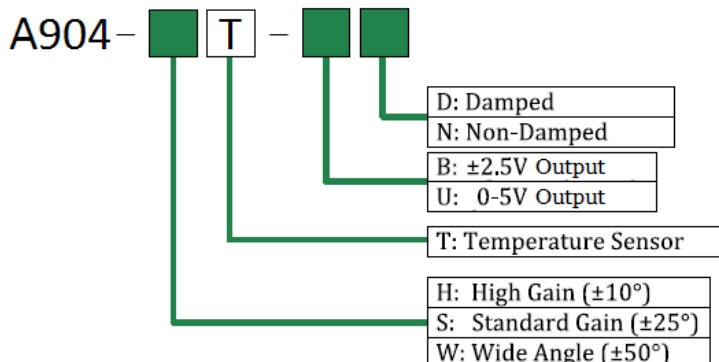 A904- T -
D: Damped
N: Non-Damped
B: ±2.5V Output
U: 0-5V Output
T: Temperature Sensor
H: High Gain (±10°)
S: Standard Gain (±25°)
W: Wide Angle (±50°)